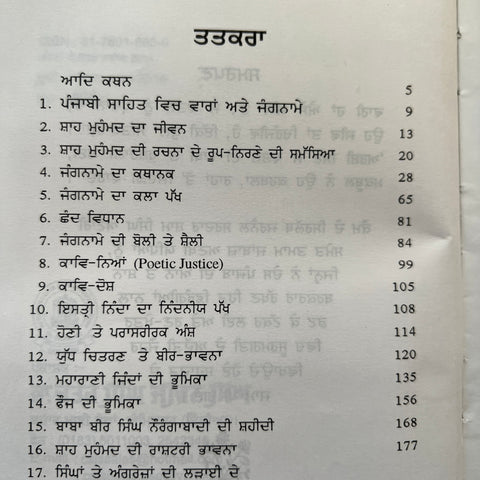 ਤਤਕਰਾ
ਆਦਿ ਕਥਨ 5
1. ਪੰਜਾਬੀ ਸਾਹਿਤ ਵਿਚ ਵਾਰਾਂ ਅਤੇ ਜੰਗਨਾਮੇ 9
2. ਸ਼ਾਹ ਮੁਹੰਮਦ ਦਾ ਜੀਵਨ 13
3. ਸ਼ਾਹ ਮੁਹੰਮਦ ਦੀ ਰਚਨਾ ਦੇ ਰੂਪ-ਨਿਰਣੇ ਦੀ ਸਮੱਸਿਆ 20
4. ਜੰਗਨਾਮੇ ਦਾ ਕਥਾਨਕ 28
5. ਜੰਗਨਾਮੇ ਦਾ ਕਲਾ ਪੱਖ 65
6. ਛੰਦ ਵਿਧਾਨ 81
7. ਜੰਗਨਾਮੇ ਦੀ ਬੋਲੀ ਤੇ ਸ਼ੈਲੀ 84
8. ਕਾਵਿ-ਨਿਆਂ (Poetic Justice) 99
9. ਕਾਵਿ-ਦੋਸ਼ 105
10. ਇਸਤ੍ਰੀ ਨਿੰਦਾ ਦਾ ਨਿੰਦਨੀਯ ਪੱਖ 108
11. ਹੋਣੀ ਤੇ ਪਰਾਸਰੀਰਕ ਅੰਸ਼ 114
12. ਯੁੱਧ ਚਿਤਰਣ ਤੇ ਬੀਰ-ਭਾਵਨਾ 120
13. ਮਹਾਰਾਣੀ ਜਿੰਦਾਂ ਦੀ ਭੂਮਿਕਾ 135
14. ਫੌਜ ਦੀ ਭੂਮਿਕਾ 156
15. ਬਾਬਾ ਬੀਰ ਸਿੰਘ ਨੌਰੰਗਾਬਾਦੀ ਦੀ ਸ਼ਹੀਦੀ 168
16. ਸ਼ਾਹ ਮੁਹੰਮਦ ਦੀ ਰਾਸ਼ਟਰੀ ਭਾਵਨਾ 177
17. ਸਿੰਘਾਂ ਤੇ ਅੰਗਰੇਜ਼ਾਂ ਦੀ ਲੜਾਈ ਦੇ